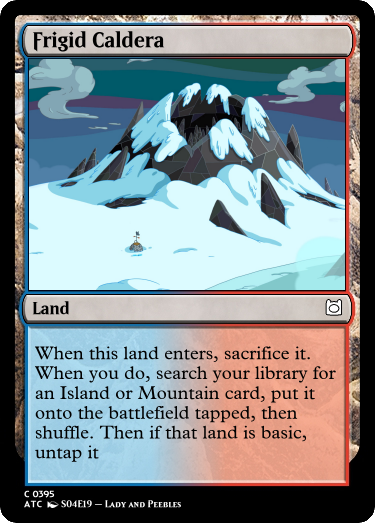 Frigid Caldera
Land
When this land enters, sacrifice it.
When you do, search your library for
an Island or Mountain card, put it
onto the battlefield tapped, then
shuffle. Then if that land is basic,
untap it
C 0395
ATC S04E19 – Lady and Peebles